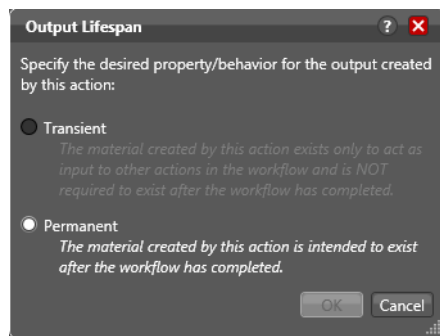 Output Lifespan ?
Specify the desired property/behavior for the output created
by this action:
Transient
The material created by this action exists only to act as
input to other actions in the workflow and is NOT
required to exist after the workflow has completed.
Permanent
The material created by this action is intended to exist
after the workflow has completed.
OK Cancel